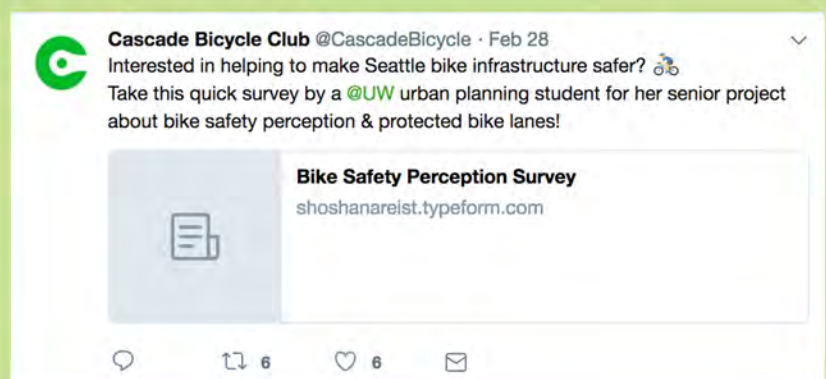 Cascade Bicycle Club @CascadeBicycle · Feb 28
Interested in helping to make Seattle bike infrastructure safer? 🚴
Take this quick survey by a @UW urban planning student for her senior project
about bike safety perception & protected bike lanes!
Bike Safety Perception Survey
shoshanareist.typeform.com
6 6